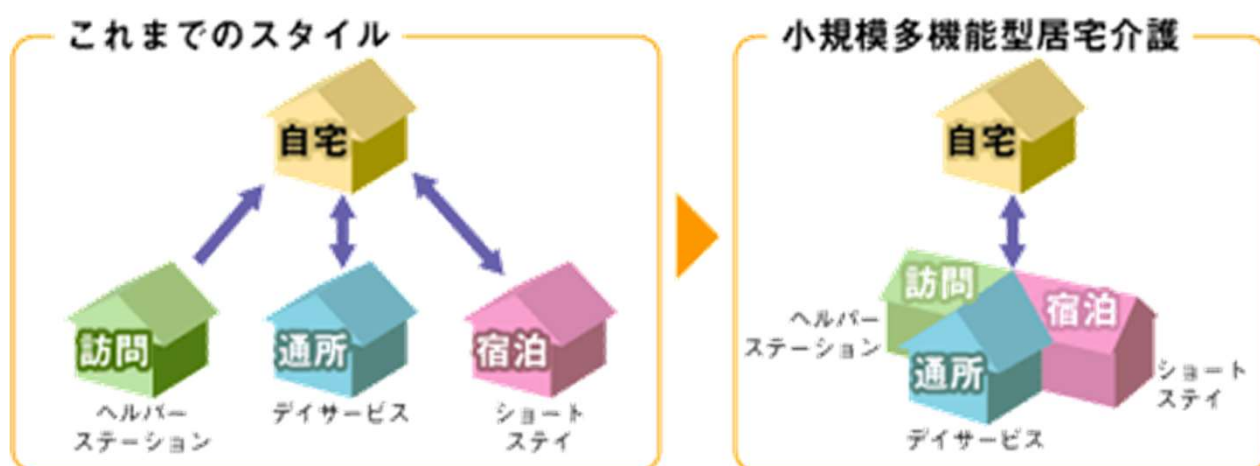 これまでのスタイル
自宅
訪問
通所
宿泊
ヘルパー
ステーション
デイサービス
ショート
ステイ
小規模多機能型居宅介護
自宅
訪問
宿泊
通所
ヘルパー
ステーション
ショート
ステイ
デイサービス